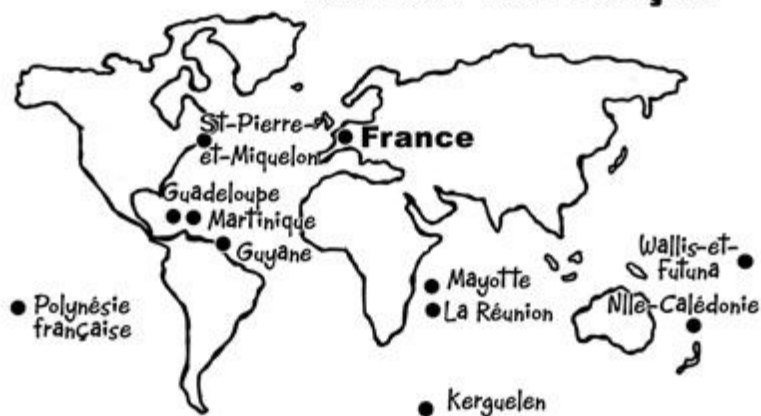 St-Pierre-
et-Miquelon
France
Guadeloupe
Martinique
Guyane
Wallis-et-
Futuna
Mayotte
La Réunion
Nlle-Calédonie
Polynésie
française
Kerguelen